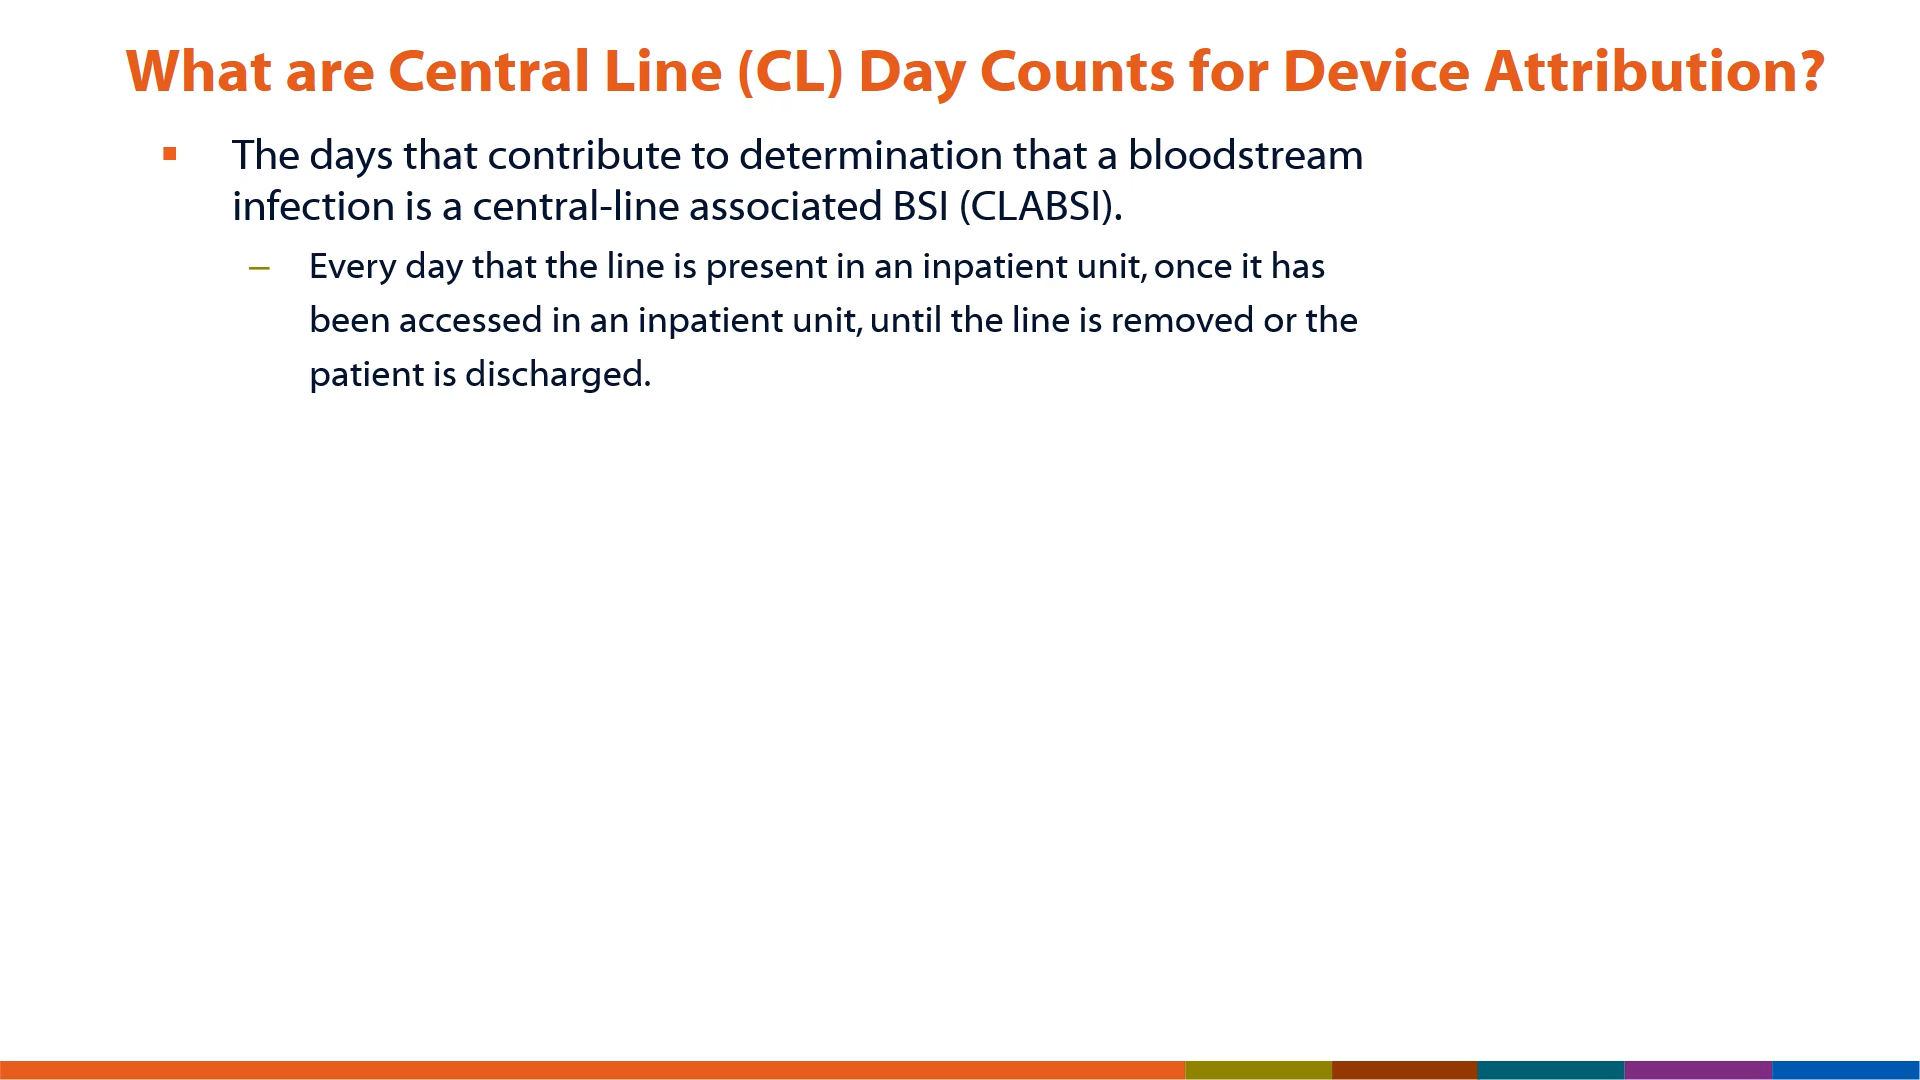 What are Central Line (CL) Day Counts for Device Attribution?
▪ The days that contribute to determination that a bloodstream
infection is a central-line associated BSI (CLABSI).
– Every day that the line is present in an inpatient unit, once it has
been accessed in an inpatient unit, until the line is removed or the
patient is discharged.